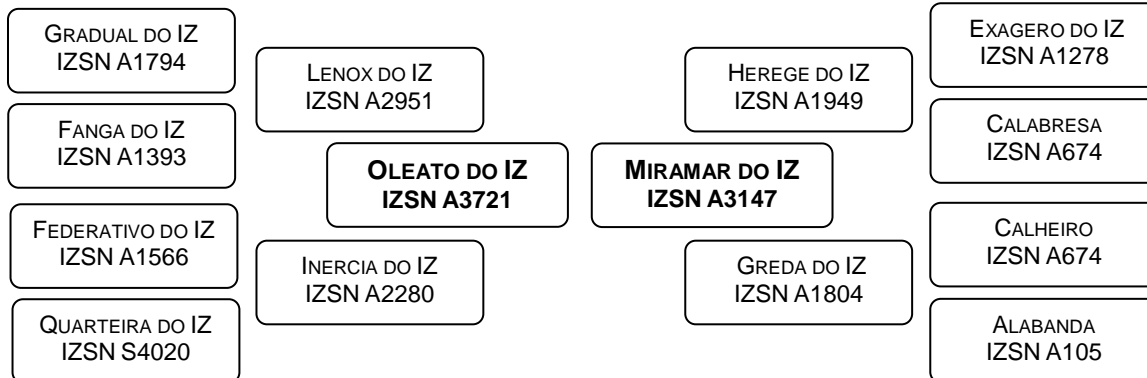 GRADUAL DO IZ
IZSN A1794
FANGA DO IZ
IZSN A1393
FEDERATIVO DO IZ
IZSN A1566
QUARTEIRA DO IZ
IZSN S4020
LENOX DO IZ
IZSN A2951
INERCIA DO IZ
IZSN A2280
OLEATO DO IZ
IZSN A3721
MIRAMAR DO IZ
IZSN A3147
HEREGE DO IZ
IZSN A1949
GREDA DO IZ
IZSN A1804
EXAGERO DO IZ
IZSN A1278
CALABRESA
IZSN A674
CALHEIRO
IZSN A674
ALABANDA
IZSN A105